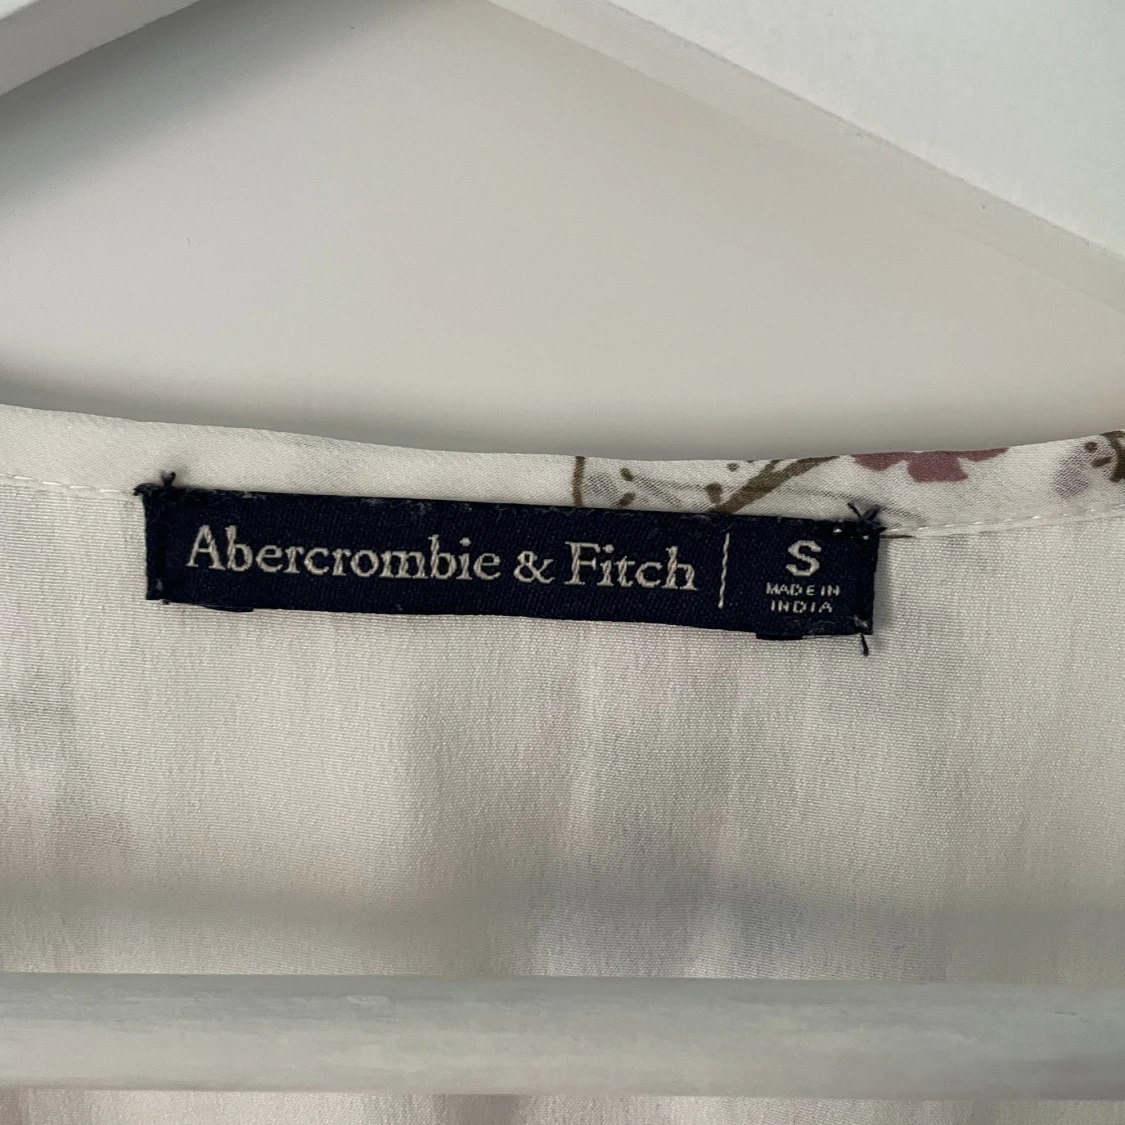 Abercrombie & Fitch
S
MADE IN
INDIA